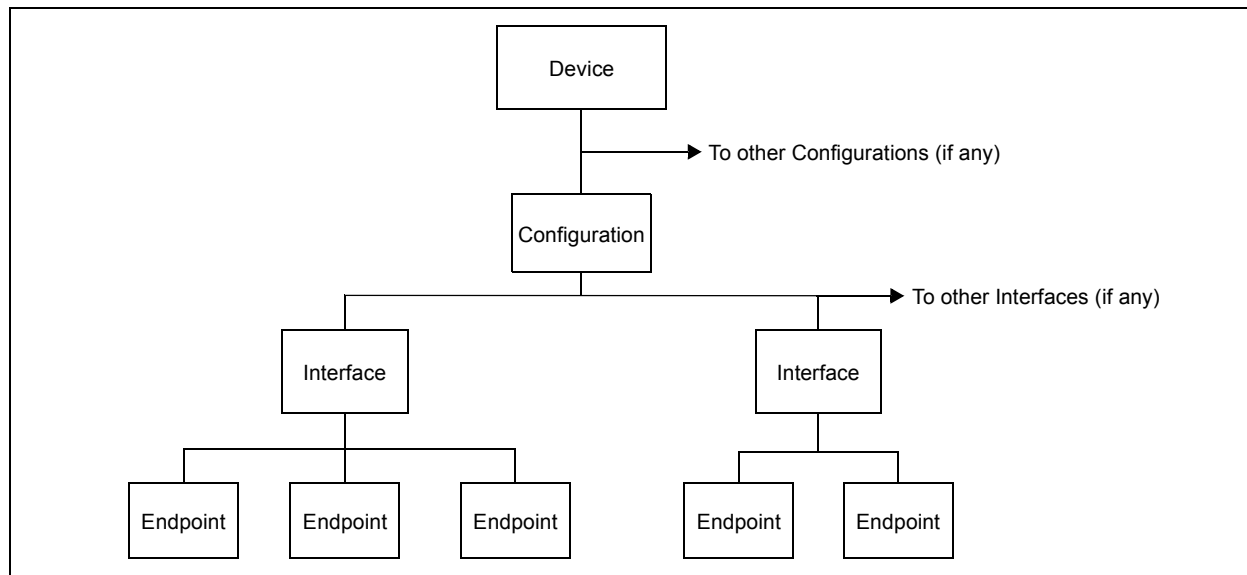 Device
To other Configurations (if any)
Configuration
To other Interfaces (if any)
Interface
Interface
Endpoint
Endpoint
Endpoint
Endpoint
Endpoint